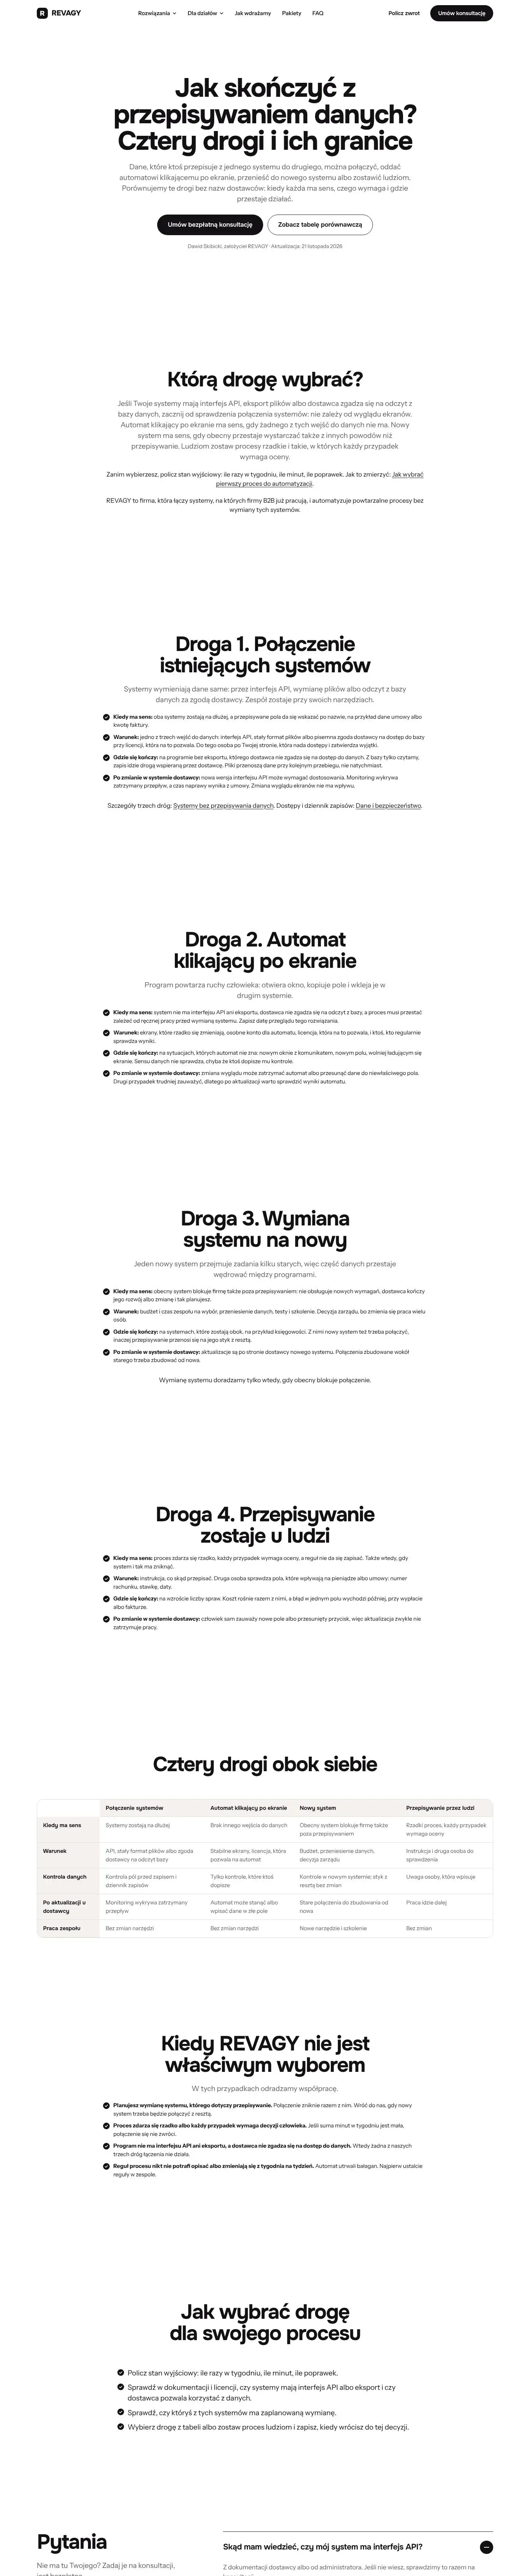 R REVAGY Rozwiązania Dla działów Jak wdrażamy Pakiety FAQ Policz zwrot Umów konsultację
Jak skończyć z
przepisywaniem danych?
Cztery drogi i ich granice
Dane, które ktoś przepisuje z jednego systemu do drugiego, można połączyć, oddać
automatowi klikającemu po ekranie, przenieść do nowego systemu albo zostawić ludziom.
Porównujemy te drogi bez nazw dostawców: kiedy każda ma sens, czego wymaga i gdzie
przestaje działać.
Umów bezpłatną konsultację Zobacz tabelę porównawczą
REVAGY · Aktualizacja: 21 listopada 2026
Którą drogę wybrać?
Jeśli Twoje systemy mają interfejs API, eksport plików albo dostawca zgadza się na odczyt z
bazy danych, zacznij od sprawdzenia połączenia systemów: nie zależy od wyglądu ekranów.
Automat klikający po ekranie ma sens, gdy żadnego z tych wejść do danych nie ma. Nowy
system ma sens, gdy obecny przestaje wystarczać także z innych powodów niż
przepisywanie. Ludziom zostaw procesy rzadkie i takie, w których każdy przypadek
wymaga oceny.
Zanim wybierzesz, policz stan wyjściowy: ile razy w tygodniu, ile minut, ile poprawek. Jak to zmierzyć: Jak wybrać
pierwszy proces do automatyzacji.
REVAGY to firma, która łączy systemy, na których firmy B2B już pracują, i automatyzuje powtarzalne procesy bez
wymiany tych systemów.
Droga 1. Połączenie
istniejących systemów
Systemy wymieniają dane same: przez interfejs API, wymianę plików albo odczyt z bazy
danych za zgodą dostawcy. Zespół zostaje przy swoich narzędziach.
Kiedy ma sens: oba systemy zostają na dłużej, a przepisywane pola da się wskazać po nazwie, na przykład dane umowy albo
kwotę faktury.
Warunek: jedno z trzech wejść do danych: interfejs API, stały format plików albo pisemna zgoda dostawcy na dostęp do bazy
przy licencji, która na to pozwala. Do tego osoba po Twojej stronie, która nada dostępy i zatwierdza wyjątki.
Gdzie się kończy: na programie bez eksportu, którego dostawca nie zgadza się na dostęp do danych. Z bazy tylko czytamy,
zapis idzie drogą wspieraną przez dostawcę. Pliki przenoszą dane przy kolejnym przebiegu, nie natychmiast.
Po zmianie w systemie dostawcy: nowa wersja interfejsu API może wymagać dostosowania. Monitoring wykrywa
zatrzymany przepływ, a czas naprawy wynika z umowy. Zmiana wyglądu ekranów nie ma wpływu.
Szczegóły trzech dróg: Systemy bez przepisywania danych. Dostępy i dziennik zapisów: Dane i bezpieczeństwo.
Droga 2. Automat
klikający po ekranie
Program powtarza ruchy człowieka: otwiera okno, kopiuje pole i wkleja je w
drugim systemie.
Kiedy ma sens: system nie ma interfejsu API ani eksportu, dostawca nie zgadza się na odczyt z bazy, a proces musi przestać
zależeć od ręcznej pracy przed wymianą systemu. Zapisz datę przeglądu tego rozwiązania.
Warunek: ekrany, które rzadko się zmieniają, osobne konto dla automatu, licencja, która na to pozwala, i ktoś, kto regularnie
sprawdza wyniki.
Gdzie się kończy: na sytuacjach, których automat nie zna: nowym oknie z komunikatem, nowym polu, wolniej ładującym się
ekranie. Sensu danych nie sprawdza, chyba że ktoś dopisze mu kontrole.
Po zmianie w systemie dostawcy: zmiana wyglądu może zatrzymać automat albo przesunąć dane do niewłaściwego pola.
Drugi przypadek trudniej zauważyć, dlatego po aktualizacji warto sprawdzić wyniki automatu.
Droga 3. Wymiana
systemu na nowy
Jeden nowy system przejmuje zadania kilku starych, więc część danych przestaje
wędrować między programami.
Kiedy ma sens: obecny system blokuje firmę także poza przepisywaniem: nie obsługuje nowych wymagań, dostawca kończy
jego rozwój albo zmianę i tak planujesz.
Warunek: budżet i czas zespołu na wybór, przeniesienie danych, testy i szkolenie. Decyzja zarządu, bo zmienia się praca wielu
osób.
Gdzie się kończy: na systemach, które zostają obok, na przykład księgowości. Z nimi nowy system też trzeba połączyć,
inaczej przepisywanie przenosi się na jego styk z resztą.
Po zmianie w systemie dostawcy: aktualizacje są po stronie dostawcy nowego systemu. Połączenia zbudowane wokół
starego trzeba zbudować od nowa.
Wymianę systemu doradzamy tylko wtedy, gdy obecny blokuje połączenie.
Droga 4. Przepisywanie
zostaje u ludzi
Kiedy ma sens: proces zdarza się rzadko, każdy przypadek wymaga oceny, a reguł nie da się zapisać. Także wtedy, gdy
system i tak ma zniknąć.
Warunek: instrukcja, co skąd przepisać. Druga osoba sprawdza pola, które wpływają na pieniądze albo umowy: numer
rachunku, stawkę, daty.
Gdzie się kończy: na wzroście liczby spraw. Koszt rośnie razem z nimi, a błąd w jednym polu wychodzi później, przy wypłacie
albo fakturze.
Po zmianie w systemie dostawcy: człowiek sam zauważy nowe pole albo przesunięty przycisk, więc aktualizacja zwykle nie
zatrzymuje pracy.
Cztery drogi obok siebie
Połączenie systemów Automat klikający po ekranie Nowy system Przepisywanie przez ludzi
Kiedy ma sens Systemy zostają na dłużej Brak innego wejścia do danych Obecny system blokuje firmę także poza przepisywaniem Rzadki proces, każdy przypadek wymaga oceny
Warunek API, stały format plików albo zgoda dostawcy na odczyt bazy Stabilne ekrany, licencja, która pozwala na automat Budżet, przeniesienie danych, decyzja zarządu Instrukcja i druga osoba do sprawdzenia
Kontrola danych Kontrola pól przed zapisem i dziennik zapisów Tylko kontrole, które ktoś dopisze Kontrole w nowym systemie; styk z resztą bez zmian Uwaga osoby, która wpisuje
Po aktualizacji u dostawcy Monitoring wykrywa zatrzymany przepływ Automat może stanąć albo wpisać dane w złe pole Stare połączenia do zbudowania od nowa Praca idzie dalej
Praca zespołu Bez zmian narzędzi Bez zmian narzędzi Nowe narzędzie i szkolenie Bez zmian
Kiedy REVAGY nie jest
właściwym wyborem
W tych przypadkach odradzamy współpracę.
Planujesz wymianę systemu, którego dotyczy przepisywanie. Połączenie zniknie razem z nim. Wróć do nas, gdy nowy
system trzeba będzie połączyć z resztą.
Proces zdarza się rzadko albo każdy przypadek wymaga decyzji człowieka. Jeśli suma minut w tygodniu jest mała,
połączenie się nie zwróci.
Program nie ma interfejsu API ani eksportu, a dostawca nie zgadza się na dostęp do danych. Wtedy żadna z naszych
trzech dróg łączenia nie działa.
Reguł procesu nikt nie potrafi opisać albo zmieniają się z tygodnia na tydzień. Automat utrwali bałagan. Najpierw ustalcie
reguły w zespole.
Jak wybrać drogę
dla swojego procesu
Policz stan wyjściowy: ile razy w tygodniu, ile minut, ile poprawek.
Sprawdź w dokumentacji i licencji, czy systemy mają interfejs API albo eksport i czy
dostawca pozwala korzystać z danych.
Sprawdź, czy któryś z tych systemów ma zaplanowaną wymianę.
Wybierz drogę z tabeli albo zostaw proces ludziom i zapisz, kiedy wrócisz do tej decyzji.
Pytania
Nie ma tu Twojego? Zadaj je na konsultacji,
Skąd mam wiedzieć, czy mój system ma interfejs API?
Z dokumentacji dostawcy albo od administratora. Jeśli nie wiesz, sprawdzimy to razem na